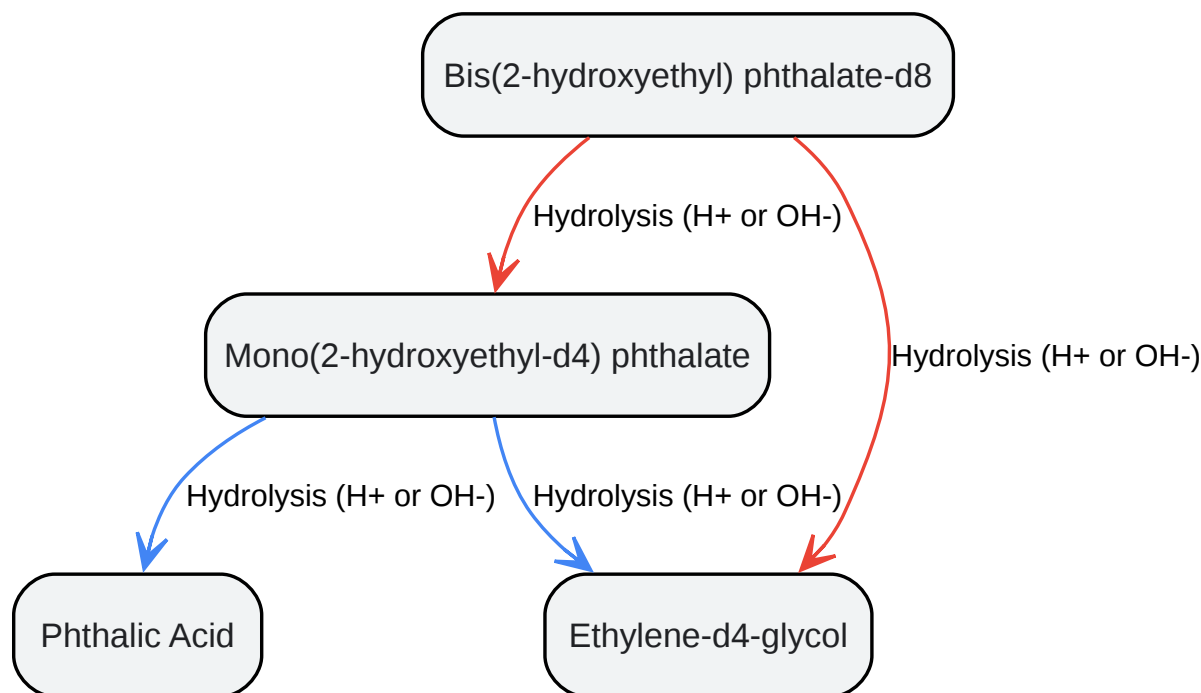 Bis(2-hydroxyethyl) phthalate-d8
Hydrolysis (H+ or OH-)
Mono(2-hydroxyethyl-d4) phthalate
Hydrolysis (H+ or OH-)
Hydrolysis (H+ or OH-)
Hydrolysis (H+ or OH-)
Phthalic Acid
Ethylene-d4-glycol